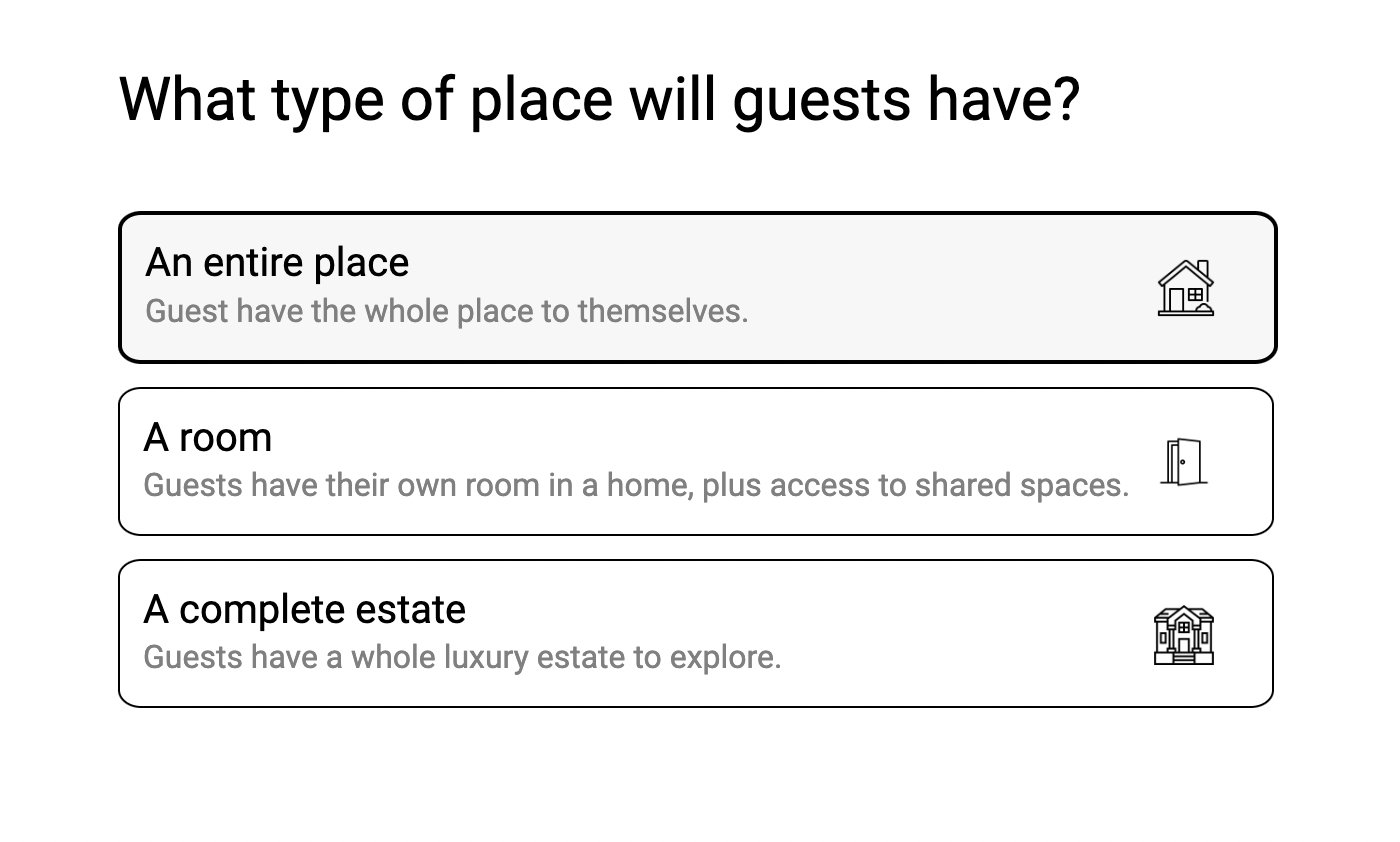 What type of place will guests have?
An entire place
Guest have the whole place to themselves.
A room
Guests have their own room in a home, plus access to shared spaces.
A complete estate
Guests have a whole luxury estate to explore.